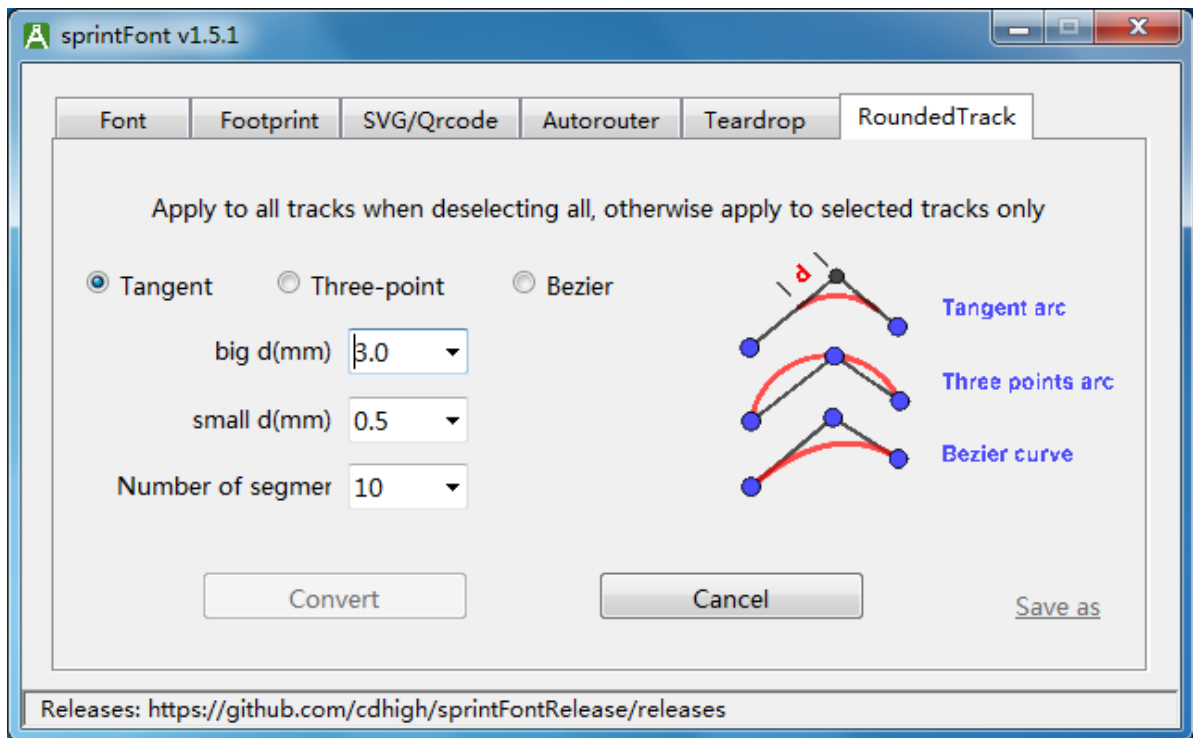 sprintFont v1.5.1
Font
Footprint
SVG/Qrcode
Autorouter
Teardrop
RoundedTrack
Apply to all tracks when deselecting all, otherwise apply to selected tracks only
Tangent
Three-point
Bezier
d
big d(mm) 3.0
small d(mm) 0.5
Number of segmer 10
Tangent arc
Three points arc
Bezier curve
Convert
Cancel
Save as
Releases: https://github.com/cdhigh/sprintFontRelease/releases